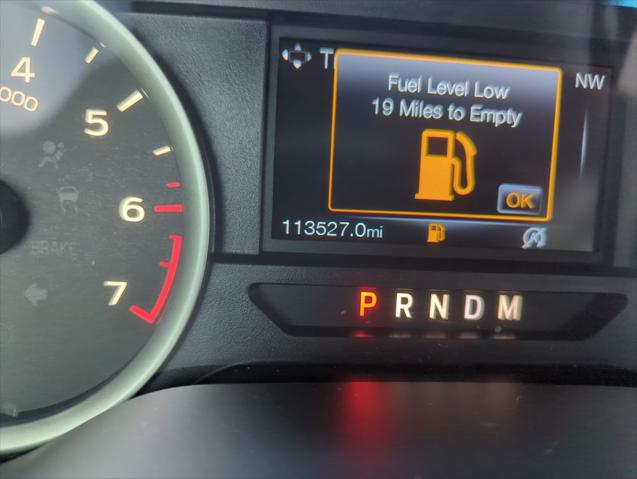 4
000
5
6
7
BRAKE
T
Fuel Level Low
19 Miles to Empty
OK
NW
113527.0mi
P R N D M